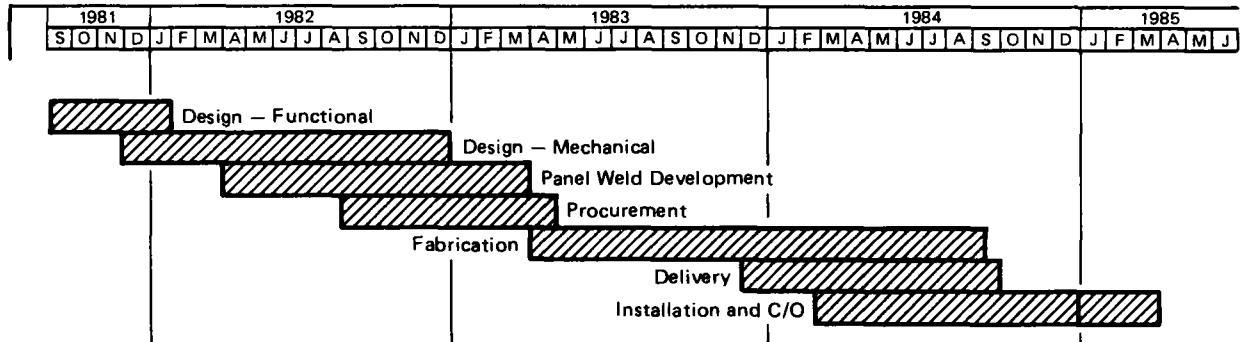 1981 1982 1983 1984 1985
S O N D J F M A M J J A S O N D J F M A M J J A S O N D J F M A M J J A S O N D J F M A M J
Design — Functional
Design — Mechanical
Panel Weld Development
Procurement
Fabrication
Delivery
Installation and C/O